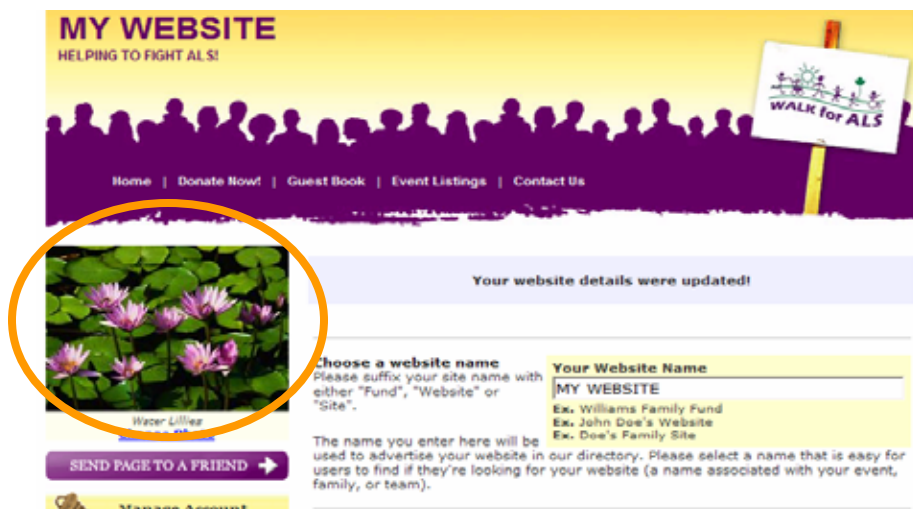 MY WEBSITE
HELPING TO FIGHT ALS!
WALK for ALS
Home | Donate Now! | Guest Book | Event Listings | Contact Us
Your website details were updated!
Water Lillies
Change Photo
SEND PAGE TO A FRIEND
Manage Account
Choose a website name
Please suffix your site name with
either "Fund", "Website" or
"Site".
Your Website Name
MY WEBSITE
Ex. Williams Family Fund
Ex. John Doe's Website
Ex. Doe's Family Site
The name you enter here will be
used to advertise your website in our directory. Please select a name that is easy for
users to find if they're looking for your website (a name associated with your event,
family, or team).